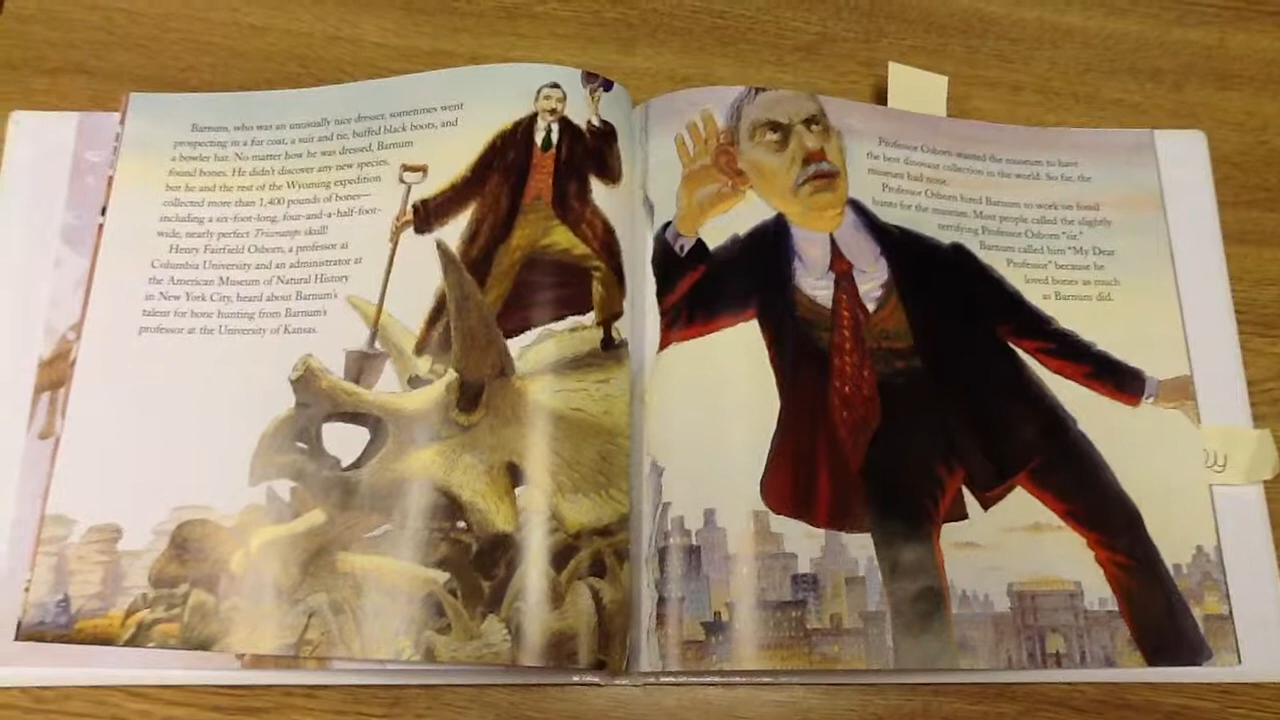 Barnum, who was an unusually nice dresser, sometimes went
prospecting in a fur coat, a suit and tie, buffed black boots, and
a bowler hat. No matter how he was dressed, Barnum
found bones. He didn't discover any new species,
but he and the rest of the Wyoming expedition
collected more than 1,400 pounds of bones—
including a six-foot-long, four-and-a-half-foot-
wide, nearly perfect Triceratops skull!
Henry Fairfield Osborn, a professor at
Columbia University and an administrator at
the American Museum of Natural History
in New York City, heard about Barnum's
talent for bone hunting from Barnum's
professor at the University of Kansas.
Professor Osborn wanted the museum to have
the best dinosaur collection in the world. So far, the
museum had none.
Professor Osborn hired Barnum to work on fossil
hunts for the museum. Most people called the slightly
terrifying Professor Osborn "sir."
Barnum called him "My Dear
Professor" because he
loved bones as much
as Barnum did.